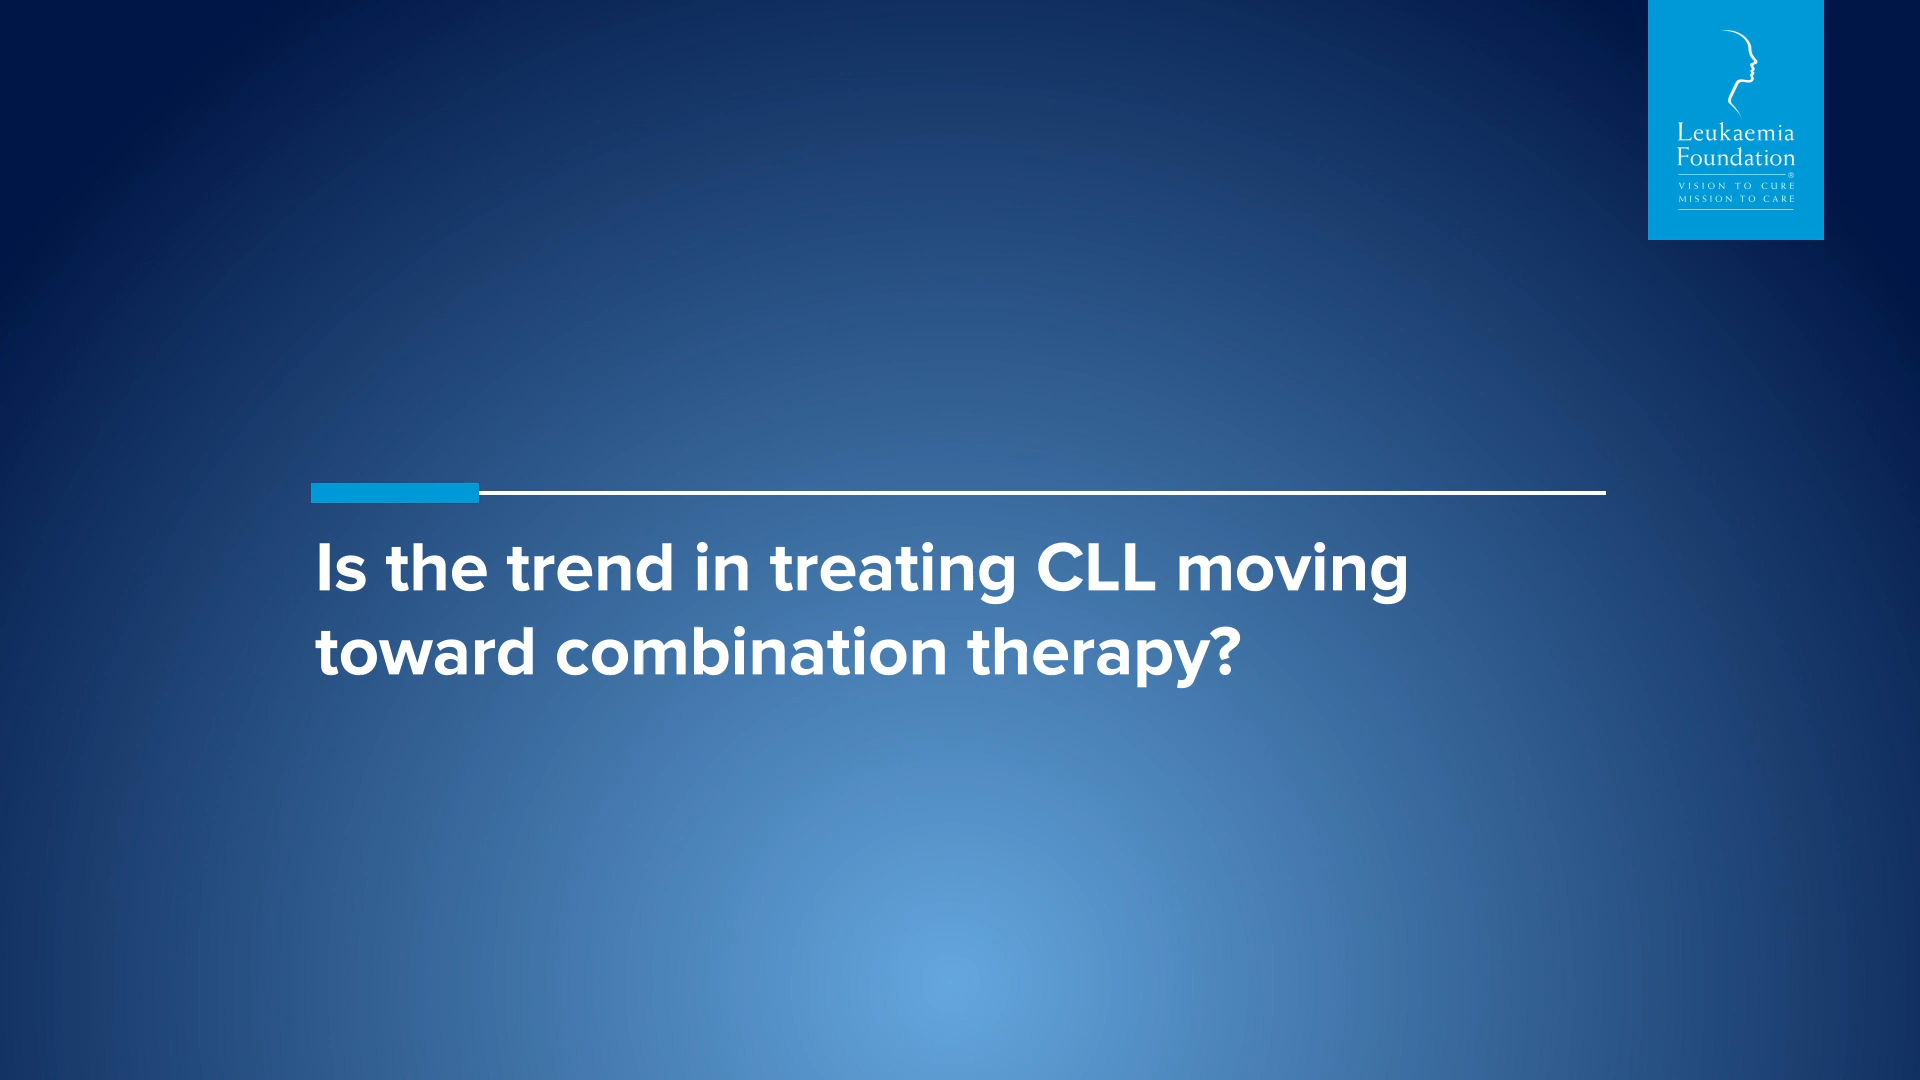 Leukaemia
Foundation
®
VISION TO CURE
MISSION TO CARE
Is the trend in treating CLL moving
toward combination therapy?